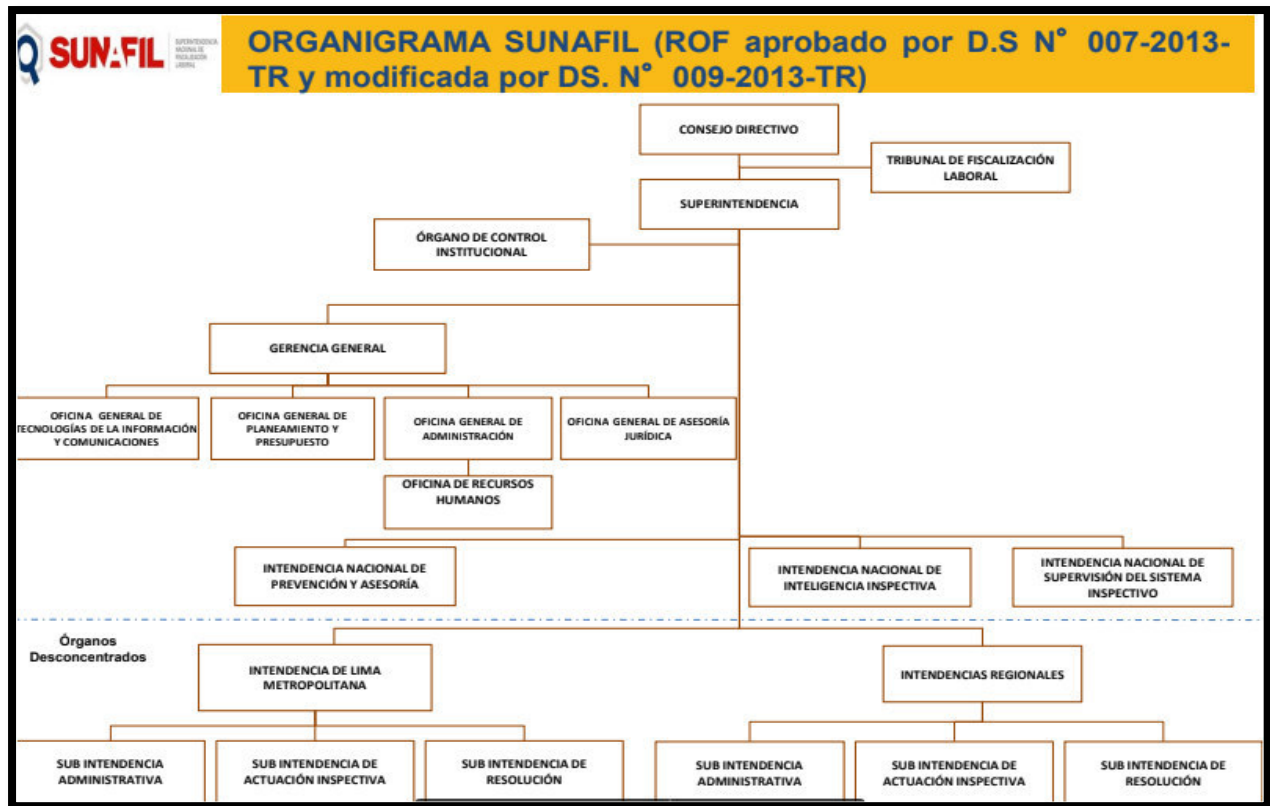 SUNAFIL
SUPERINTENDENCIA
NACIONAL DE
FISCALIZACIÓN
LABORAL
ORGANIGRAMA SUNAFIL (ROF aprobado por D.S N° 007-2013-
TR y modificada por DS. N° 009-2013-TR)
CONSEJO DIRECTIVO
TRIBUNAL DE FISCALIZACIÓN
LABORAL
SUPERINTENDENCIA
ÓRGANO DE CONTROL
INSTITUCIONAL
GERENCIA GENERAL
OFICINA GENERAL DE
TECNOLOGÍAS DE LA INFORMACIÓN
Y COMUNICACIONES
OFICINA GENERAL DE
PLANEAMIENTO Y
PRESUPUESTO
OFICINA GENERAL DE
ADMINISTRACIÓN
OFICINA GENERAL DE ASESORÍA
JURÍDICA
OFICINA DE RECURSOS
HUMANOS
INTENDENCIA NACIONAL DE
PREVENCIÓN Y ASESORÍA
INTENDENCIA NACIONAL DE
INTELIGENCIA INSPECTIVA
INTENDENCIA NACIONAL DE
SUPERVISIÓN DEL SISTEMA
INSPECTIVO
Órganos
Desconcentrados
INTENDENCIA DE LIMA
METROPOLITANA
INTENDENCIAS REGIONALES
SUB INTENDENCIA
ADMINISTRATIVA
SUB INTENDENCIA DE
ACTUACIÓN INSPECTIVA
SUB INTENDENCIA DE
RESOLUCIÓN
SUB INTENDENCIA
ADMINISTRATIVA
SUB INTENDENCIA DE
ACTUACIÓN INSPECTIVA
SUB INTENDENCIA DE
RESOLUCIÓN